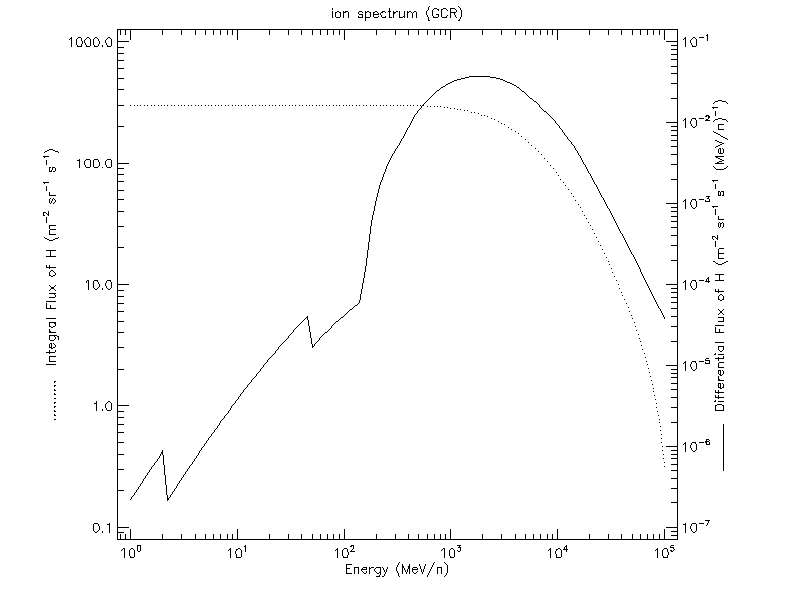 ion spectrum (GCR)
1000.0
100.0
10.0
1.0
0.1
Integral Flux of H (m⁻² sr⁻¹ s⁻¹)
10⁻¹
10⁻²
10⁻³
10⁻⁴
10⁻⁵
10⁻⁶
10⁻⁷
Differential Flux of H (m⁻² sr⁻¹ s⁻¹ (MeV/n)⁻¹)
10⁰ 10¹ 10² 10³ 10⁴ 10⁵
Energy (MeV/n)